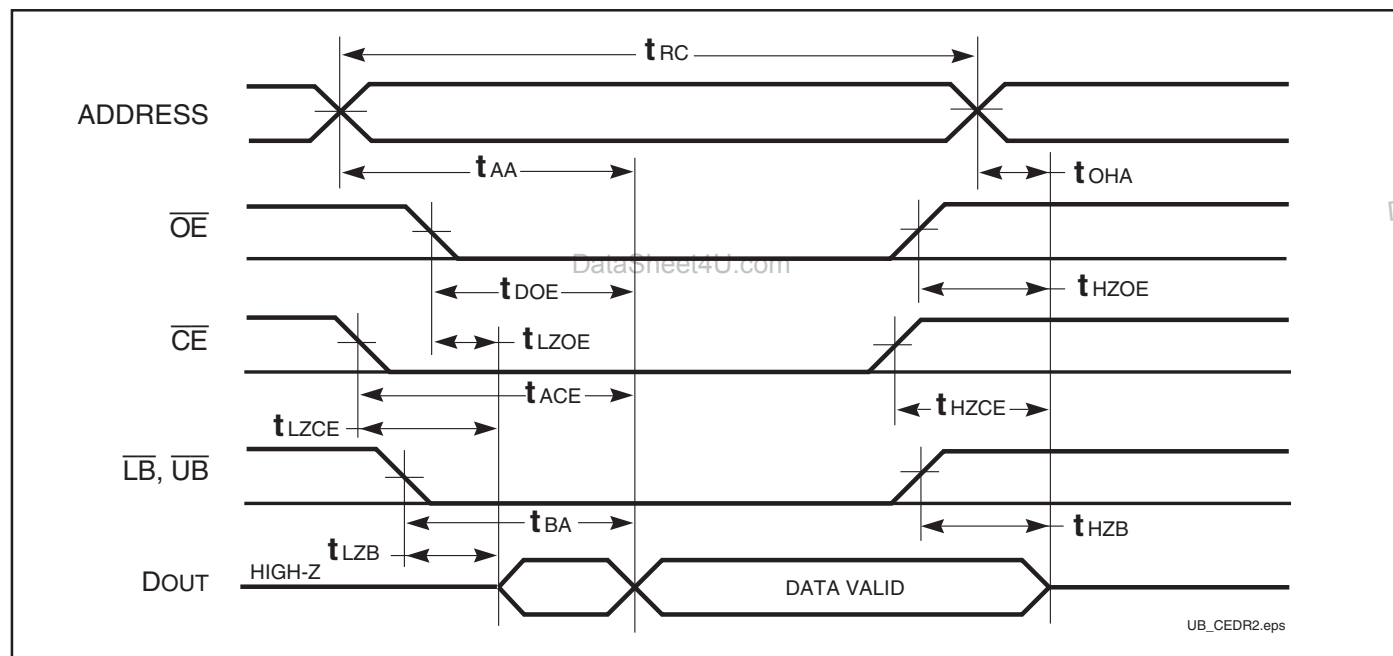 tRC
ADDRESS
tAA
tOHA
OE
DataSheet4U.com
tDOE
tHZOE
CE
tLZOE
tACE
tHZCE
tLZCE
LB, UB
tBA
tHZB
tLZB
DOUT
HIGH-Z
DATA VALID
UB_CEDR2.eps